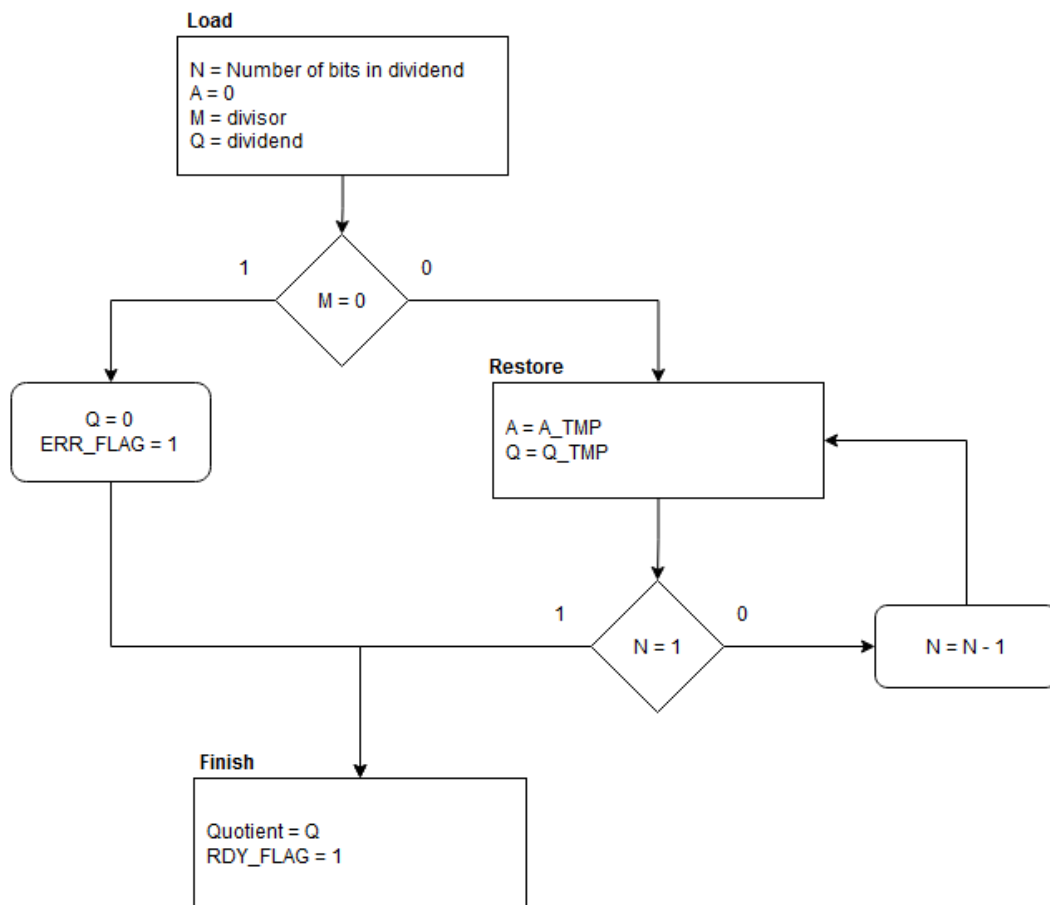 Load
N = Number of bits in dividend
A = 0
M = divisor
Q = dividend
1
0
M = 0
Restore
Q = 0
ERR_FLAG = 1
A = A_TMP
Q = Q_TMP
1
0
N = 1
N = N - 1
Finish
Quotient = Q
RDY_FLAG = 1